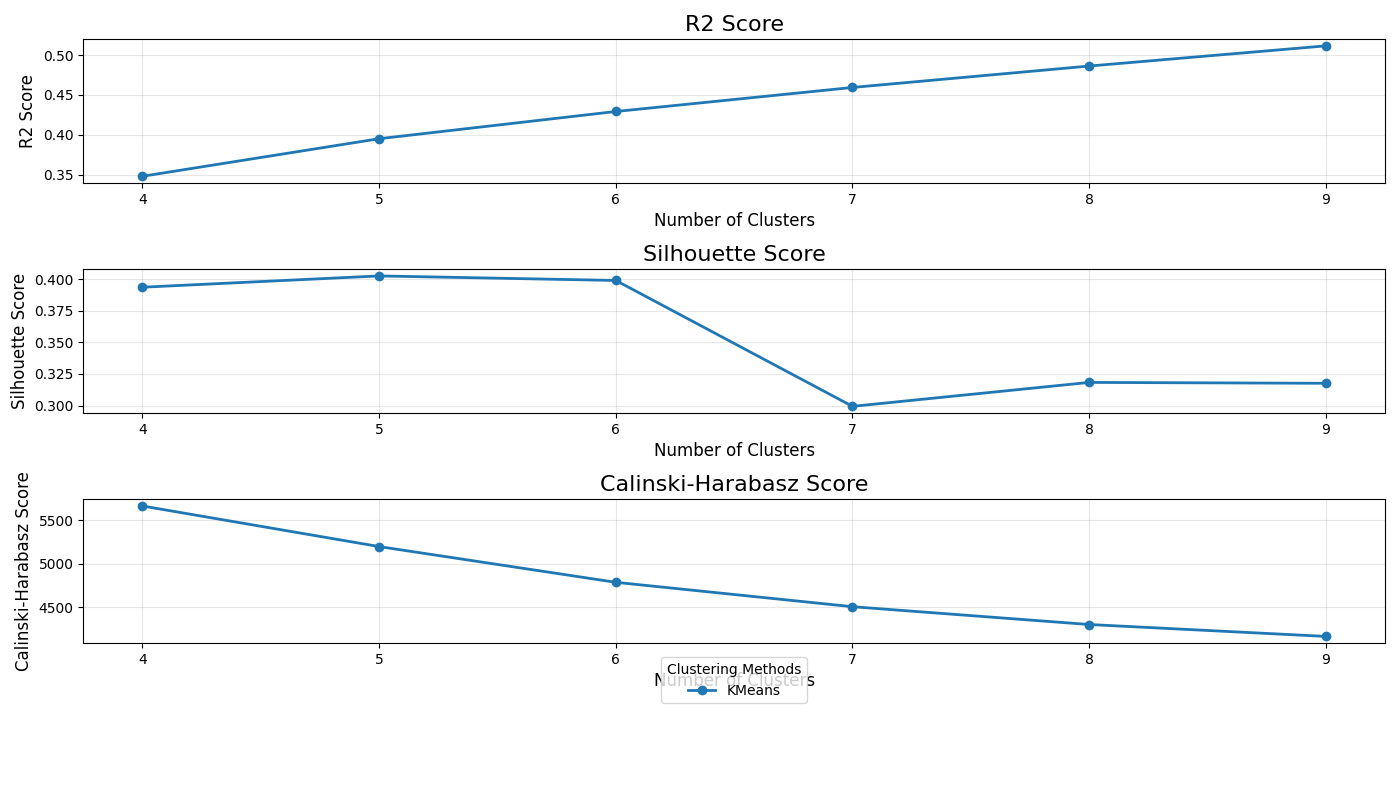 R2 Score
R2 Score
0.50
0.45
0.40
0.35
4 5 6 7 8 9
Number of Clusters
Silhouette Score
Silhouette Score
0.400
0.375
0.350
0.325
0.300
4 5 6 7 8 9
Number of Clusters
Calinski-Harabasz Score
Calinski-Harabasz Score
5500
5000
4500
4 5 6 7 8 9
Number of Clusters
Clustering Methods
KMeans